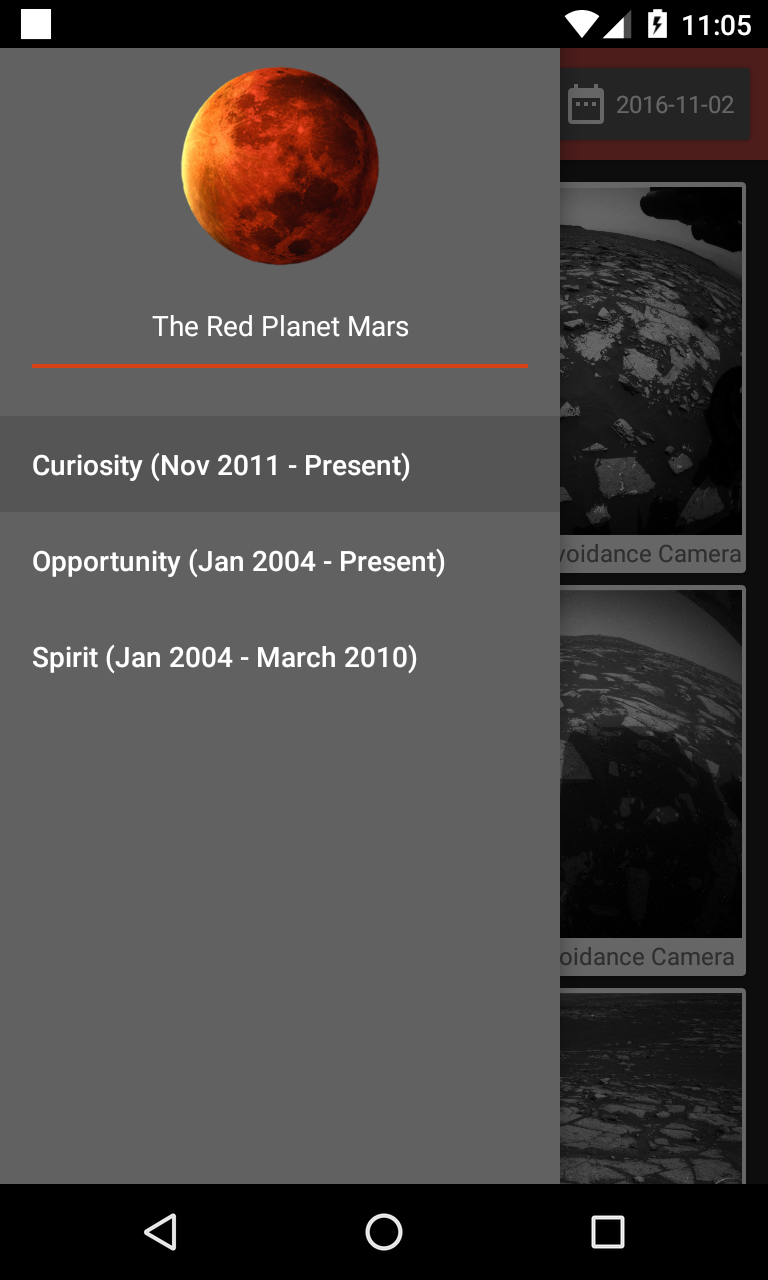 11:05
2016-11-02
The Red Planet Mars
Curiosity (Nov 2011 - Present)
Opportunity (Jan 2004 - Present)
Spirit (Jan 2004 - March 2010)
voidance Camera
oidance Camera